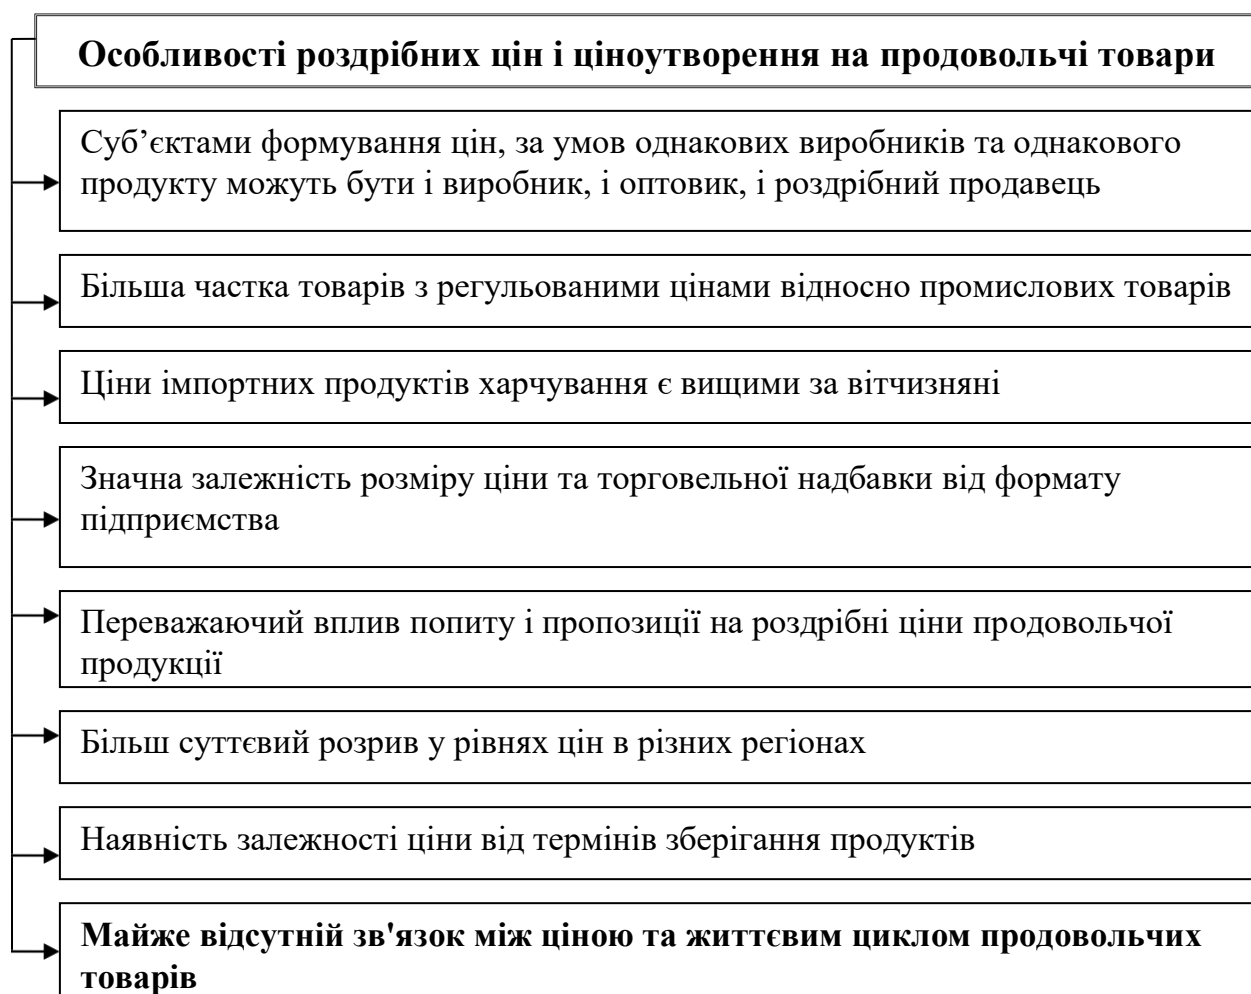 Особливості роздрібних цін і ціноутворення на продовольчі товари
Суб’єктами формування цін, за умов однакових виробників та однакового
продукту можуть бути і виробник, і оптовик, і роздрібний продавець
Більша частка товарів з регульованими цінами відносно промислових товарів
Ціни імпортних продуктів харчування є вищими за вітчизняні
Значна залежність розміру ціни та торговельної надбавки від формату
підприємства
Переважаючий вплив попиту і пропозиції на роздрібні ціни продовольчої
продукції
Більш суттєвий розрив у рівнях цін в різних регіонах
Наявність залежності ціни від термінів зберігання продуктів
Майже відсутній зв'язок між ціною та життєвим циклом продовольчих
товарів